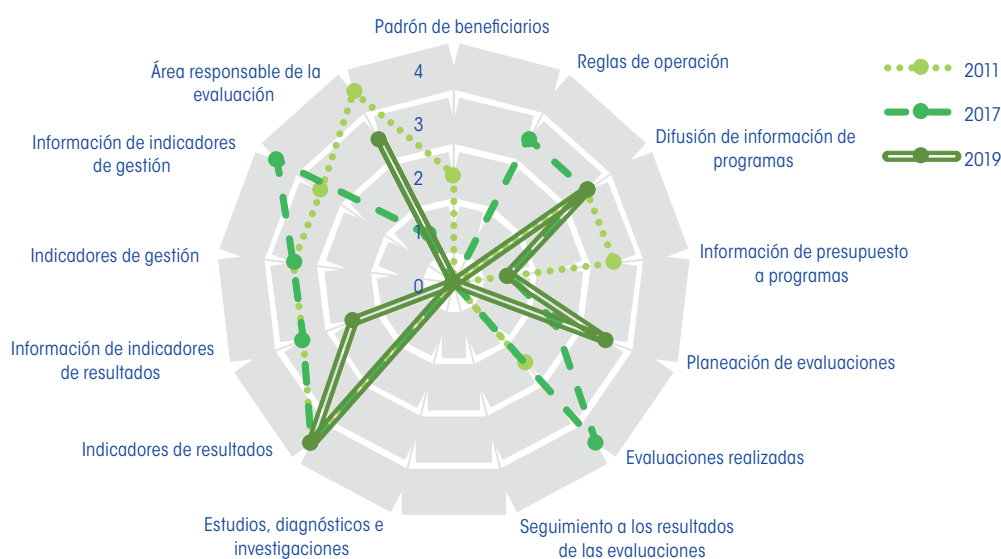 Padrón de beneficiarios
Reglas de operación
Difusión de información de
programas
Información de presupuesto
a programas
Planeación de evaluaciones
Evaluaciones realizadas
Seguimiento a los resultados
de las evaluaciones
Estudios, diagnósticos e
investigaciones
Indicadores de resultados
Información de indicadores
de resultados
Indicadores de gestión
Información de indicadores
de gestión
Área responsable de la
evaluación
4
3
2
1
0
2011
2017
2019